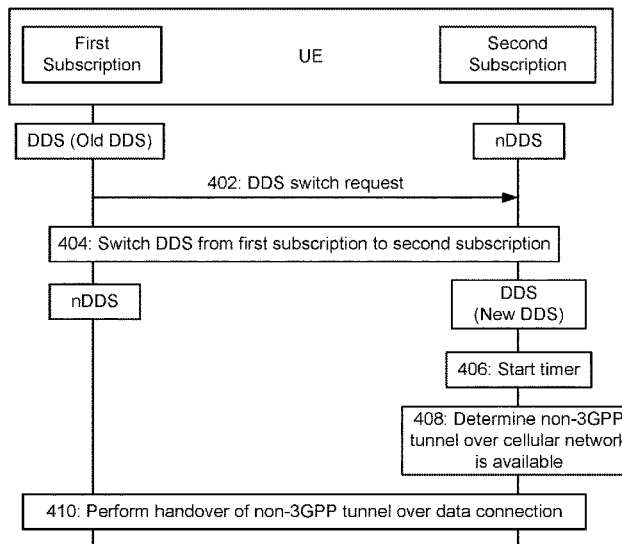 First
Subscription
UE
Second
Subscription
DDS (Old DDS)
nDDS
402: DDS switch request
404: Switch DDS from first subscription to second subscription
nDDS
DDS
(New DDS)
406: Start timer
408: Determine non-3GPP
tunnel over cellular network
is available
410: Perform handover of non-3GPP tunnel over data connection